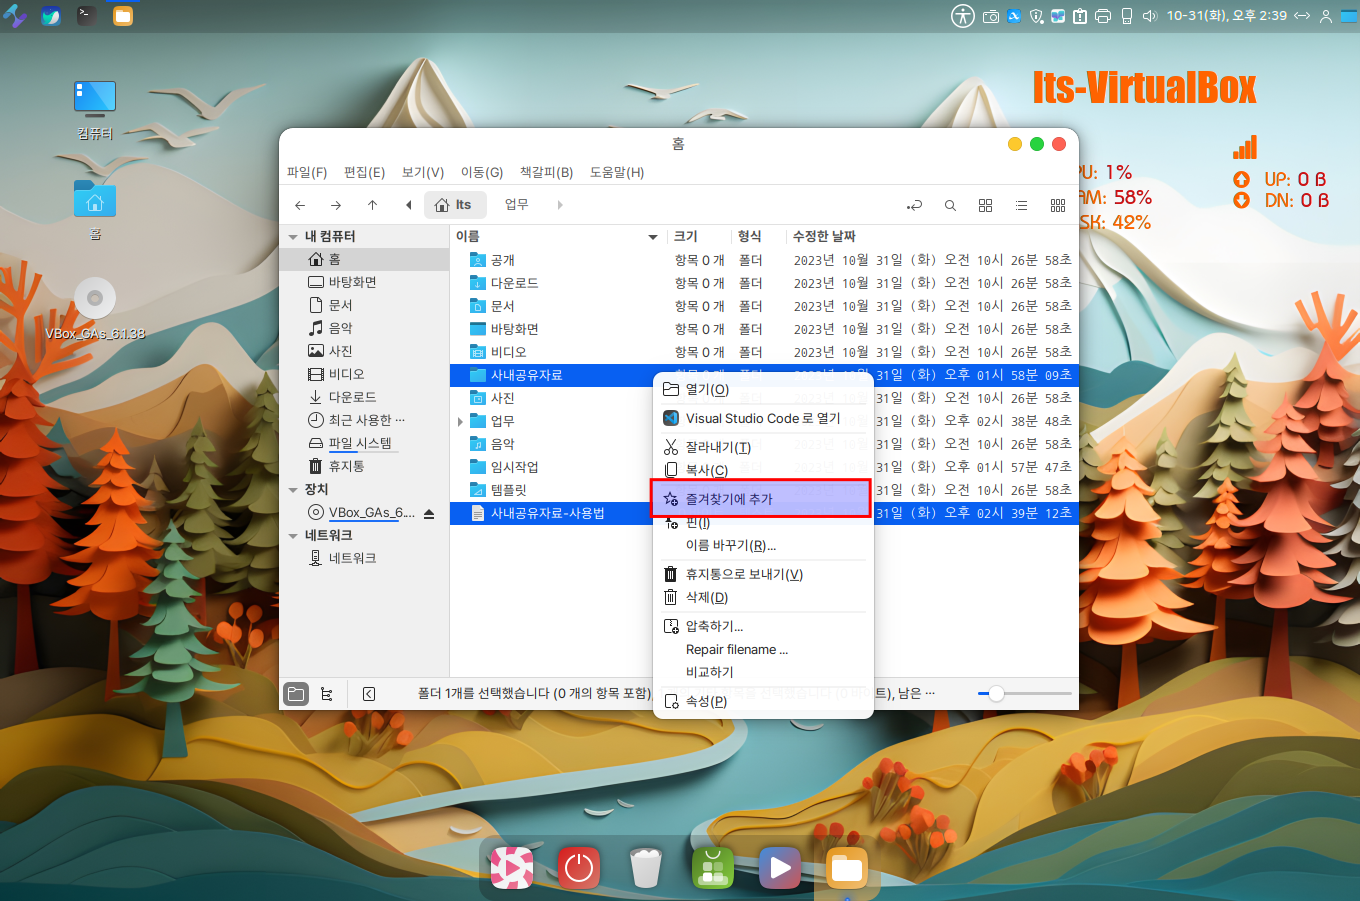 10-31(화), 오후 2:39
컴퓨터
홈
VBox_GAs_6.1.38
Its-VirtualBox
PU: 1%
AM: 58%
SK: 42%
UP: 0 B
DN: 0 B
홈
파일(F) 편집(E) 보기(V) 이동(G) 책갈피(B) 도움말(H)
Its 업무
내 컴퓨터
홈
바탕화면
문서
음악
사진
비디오
다운로드
최근 사용한 ...
파일 시스템
휴지통
장치
VBox_GAs_6....
네트워크
네트워크
이름 크기 형식 수정한 날짜
공개 항목 0 개 폴더 2023년 10월 31일 (화) 오전 10시 26분 58초
다운로드 항목 0 개 폴더 2023년 10월 31일 (화) 오전 10시 26분 58초
문서 항목 0 개 폴더 2023년 10월 31일 (화) 오전 10시 26분 58초
바탕화면 항목 0 개 폴더 2023년 10월 31일 (화) 오전 10시 26분 58초
비디오 항목 0 개 폴더 2023년 10월 31일 (화) 오전 10시 26분 58초
사내공유자료 31일 (화) 오후 01시 58분 09초
사진 31일 (화) 오전 10시 26분 58초
업무 31일 (화) 오후 02시 38분 48초
음악 31일 (화) 오전 10시 26분 58초
임시작업 31일 (화) 오후 01시 57분 47초
템플릿 31일 (화) 오전 10시 26분 58초
사내공유자료-사용법 31일 (화) 오후 02시 39분 12초
열기(O)
Visual Studio Code 로 열기
잘라내기(T)
복사(C)
즐겨찾기에 추가
핀(I)
이름 바꾸기(R)...
휴지통으로 보내기(V)
삭제(D)
압축하기...
Repair filename ...
비교하기
속성(P)
폴더 1개를 선택했습니다 (0 개의 항목 포함), 남은 ...